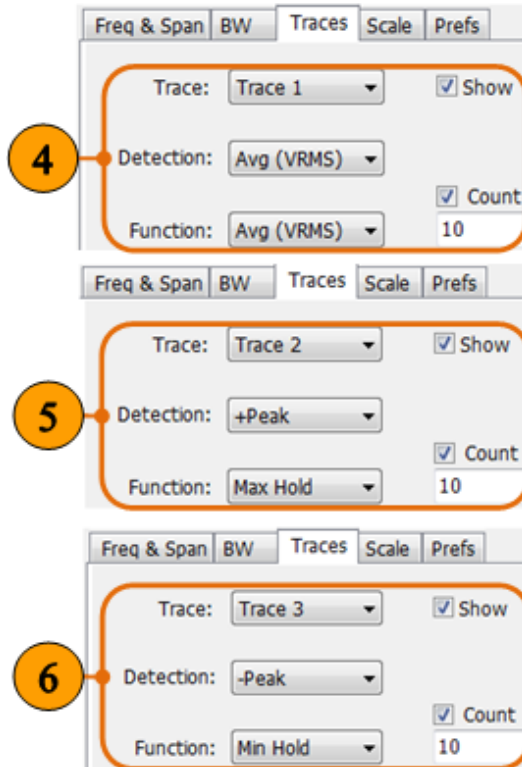 Freq & Span BW Traces Scale Prefs
Trace: Trace 1 Show
4
Detection: Avg (VRMS)
Count
Function: Avg (VRMS) 10
Freq & Span BW Traces Scale Prefs
Trace: Trace 2 Show
5
Detection: +Peak
Count
Function: Max Hold 10
Freq & Span BW Traces Scale Prefs
Trace: Trace 3 Show
6
Detection: -Peak
Count
Function: Min Hold 10